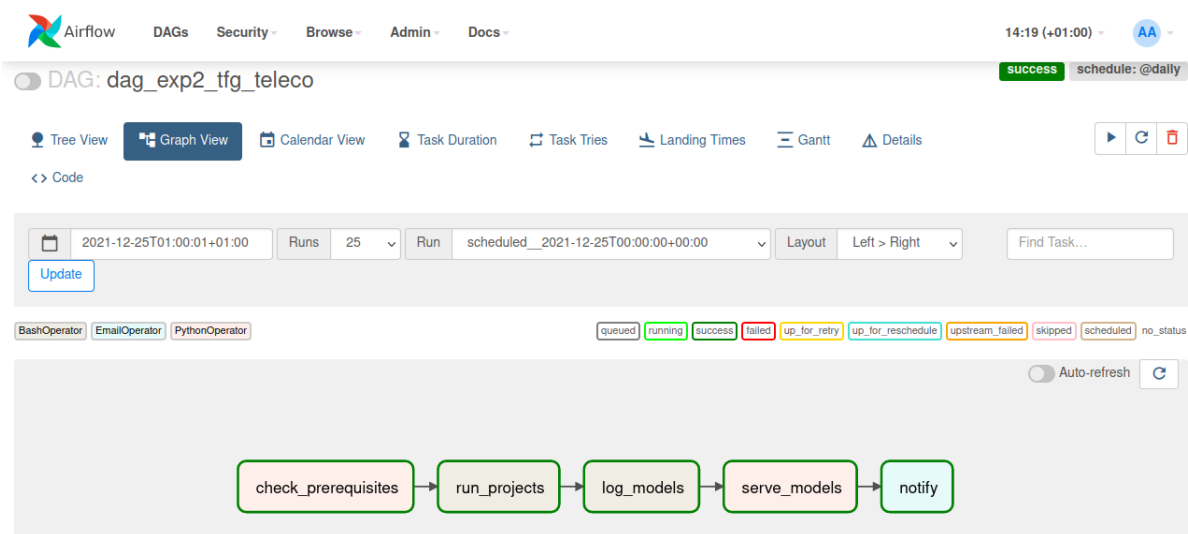 Airflow DAGs Security Browse Admin Docs 14:19 (+01:00) AA
DAG: dag_exp2_tfg_teleco success schedule: @daily
Tree View Graph View Calendar View Task Duration Task Tries Landing Times Gantt Details
<> Code
2021-12-25T01:00:01+01:00 Runs 25 Run scheduled__2021-12-25T00:00:00+00:00 Layout Left > Right Find Task...
Update
BashOperator EmailOperator PythonOperator queued running success failed up_for_retry up_for_reschedule upstream_failed skipped scheduled no_status
Auto-refresh
check_prerequisites run_projects log_models serve_models notify